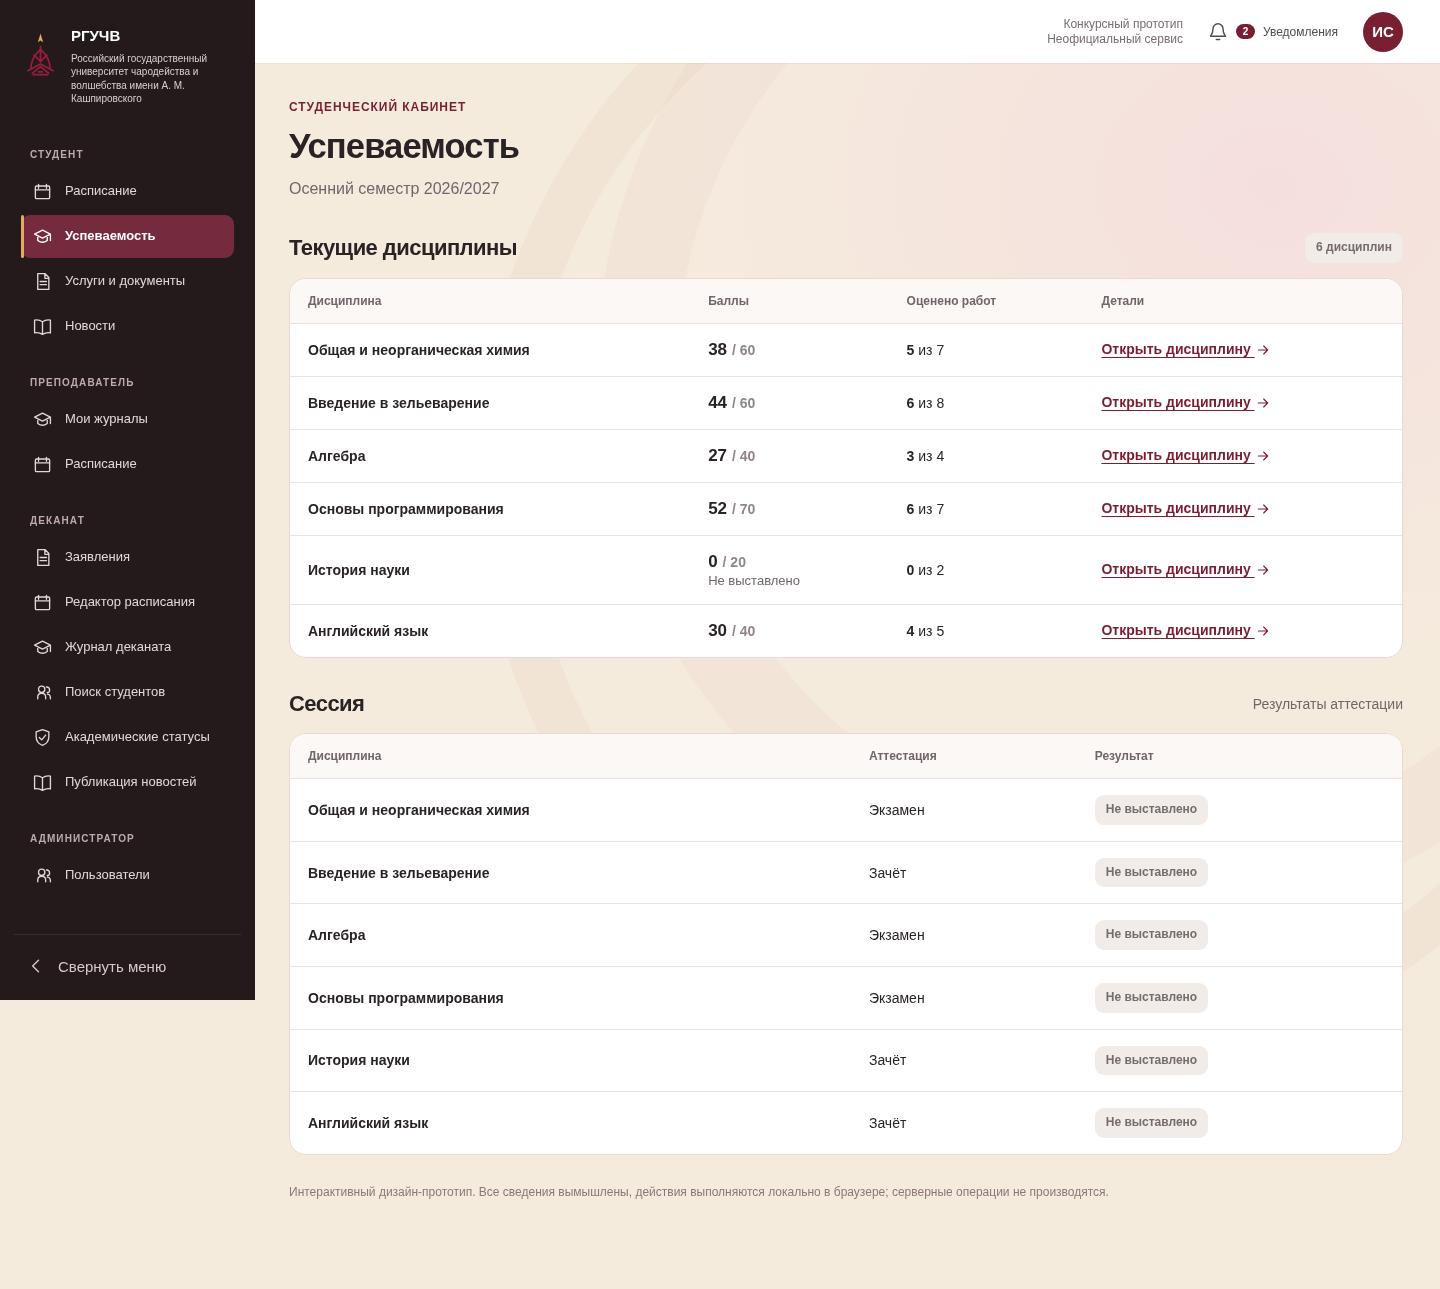 РГУЧВ
Российский государственный
университет чародейства и
волшебства имени А. М.
Кашпировского
СТУДЕНТ
Расписание
Успеваемость
Услуги и документы
Новости
ПРЕПОДАВАТЕЛЬ
Мои журналы
Расписание
ДЕКАНАТ
Заявления
Редактор расписания
Журнал деканата
Поиск студентов
Академические статусы
Публикация новостей
АДМИНИСТРАТОР
Пользователи
Свернуть меню
Конкурсный прототип
Неофициальный сервис
2 Уведомления
ИС
СТУДЕНЧЕСКИЙ КАБИНЕТ
Успеваемость
Осенний семестр 2026/2027
Текущие дисциплины
6 дисциплин
Дисциплина Баллы Оценено работ Детали
Общая и неорганическая химия 38 / 60 5 из 7 Открыть дисциплину →
Введение в зельеварение 44 / 60 6 из 8 Открыть дисциплину →
Алгебра 27 / 40 3 из 4 Открыть дисциплину →
Основы программирования 52 / 70 6 из 7 Открыть дисциплину →
История науки 0 / 20 0 из 2 Открыть дисциплину →
Не выставлено
Английский язык 30 / 40 4 из 5 Открыть дисциплину →
Сессия
Результаты аттестации
Дисциплина Аттестация Результат
Общая и неорганическая химия Экзамен Не выставлено
Введение в зельеварение Зачёт Не выставлено
Алгебра Экзамен Не выставлено
Основы программирования Экзамен Не выставлено
История науки Зачёт Не выставлено
Английский язык Зачёт Не выставлено
Интерактивный дизайн-прототип. Все сведения вымышлены, действия выполняются локально в браузере; серверные операции не производятся.